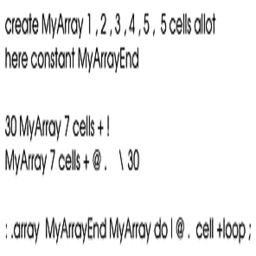 create MyArray 1 , 2 , 3 , 4 , 5 , 5 cells allot
here constant MyArrayEnd
30 MyArray 7 cells + !
MyArray 7 cells + @ . \ 30
: .array MyArrayEnd MyArray do I @ . cell +loop ;